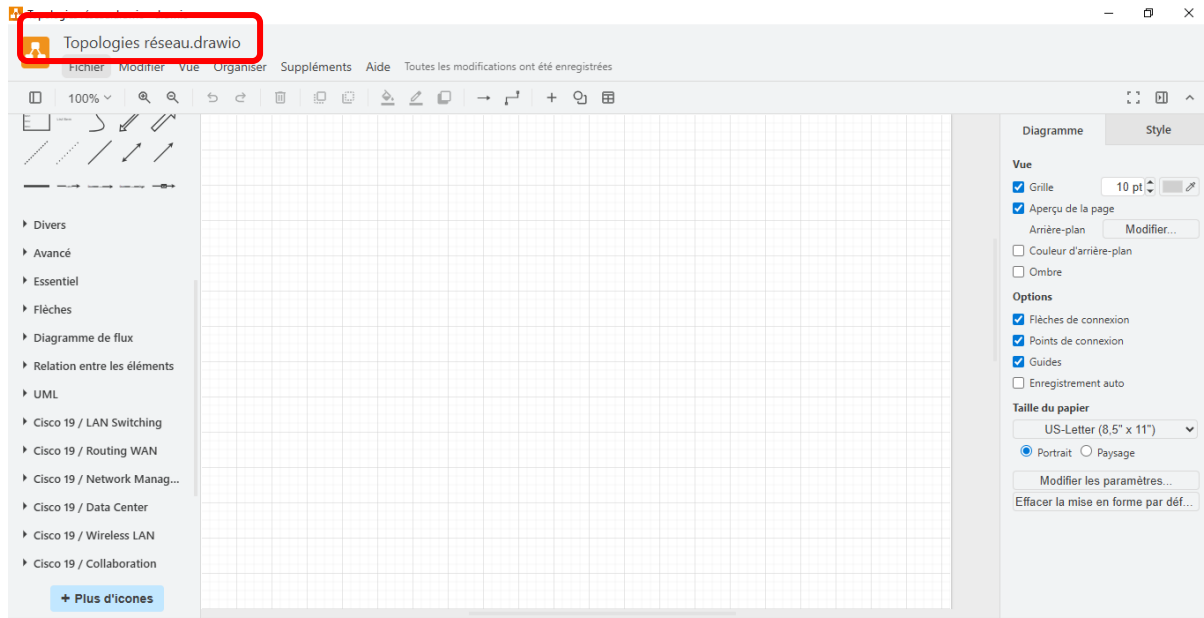 Topologies réseau.drawio
Fichier Modifier Vue Organiser Suppléments Aide Toutes les modifications ont été enregistrées
100%
Divers
Avancé
Essentiel
Flèches
Diagramme de flux
Relation entre les éléments
UML
Cisco 19 / LAN Switching
Cisco 19 / Routing WAN
Cisco 19 / Network Manag...
Cisco 19 / Data Center
Cisco 19 / Wireless LAN
Cisco 19 / Collaboration
+ Plus d'icones
Diagramme Style
Vue
Grille 10 pt
Aperçu de la page
Arrière-plan Modifier...
Couleur d'arrière-plan
Ombre
Options
Flèches de connexion
Points de connexion
Guides
Enregistrement auto
Taille du papier
US-Letter (8,5" x 11")
Portrait Paysage
Modifier les paramètres...
Effacer la mise en forme par déf...